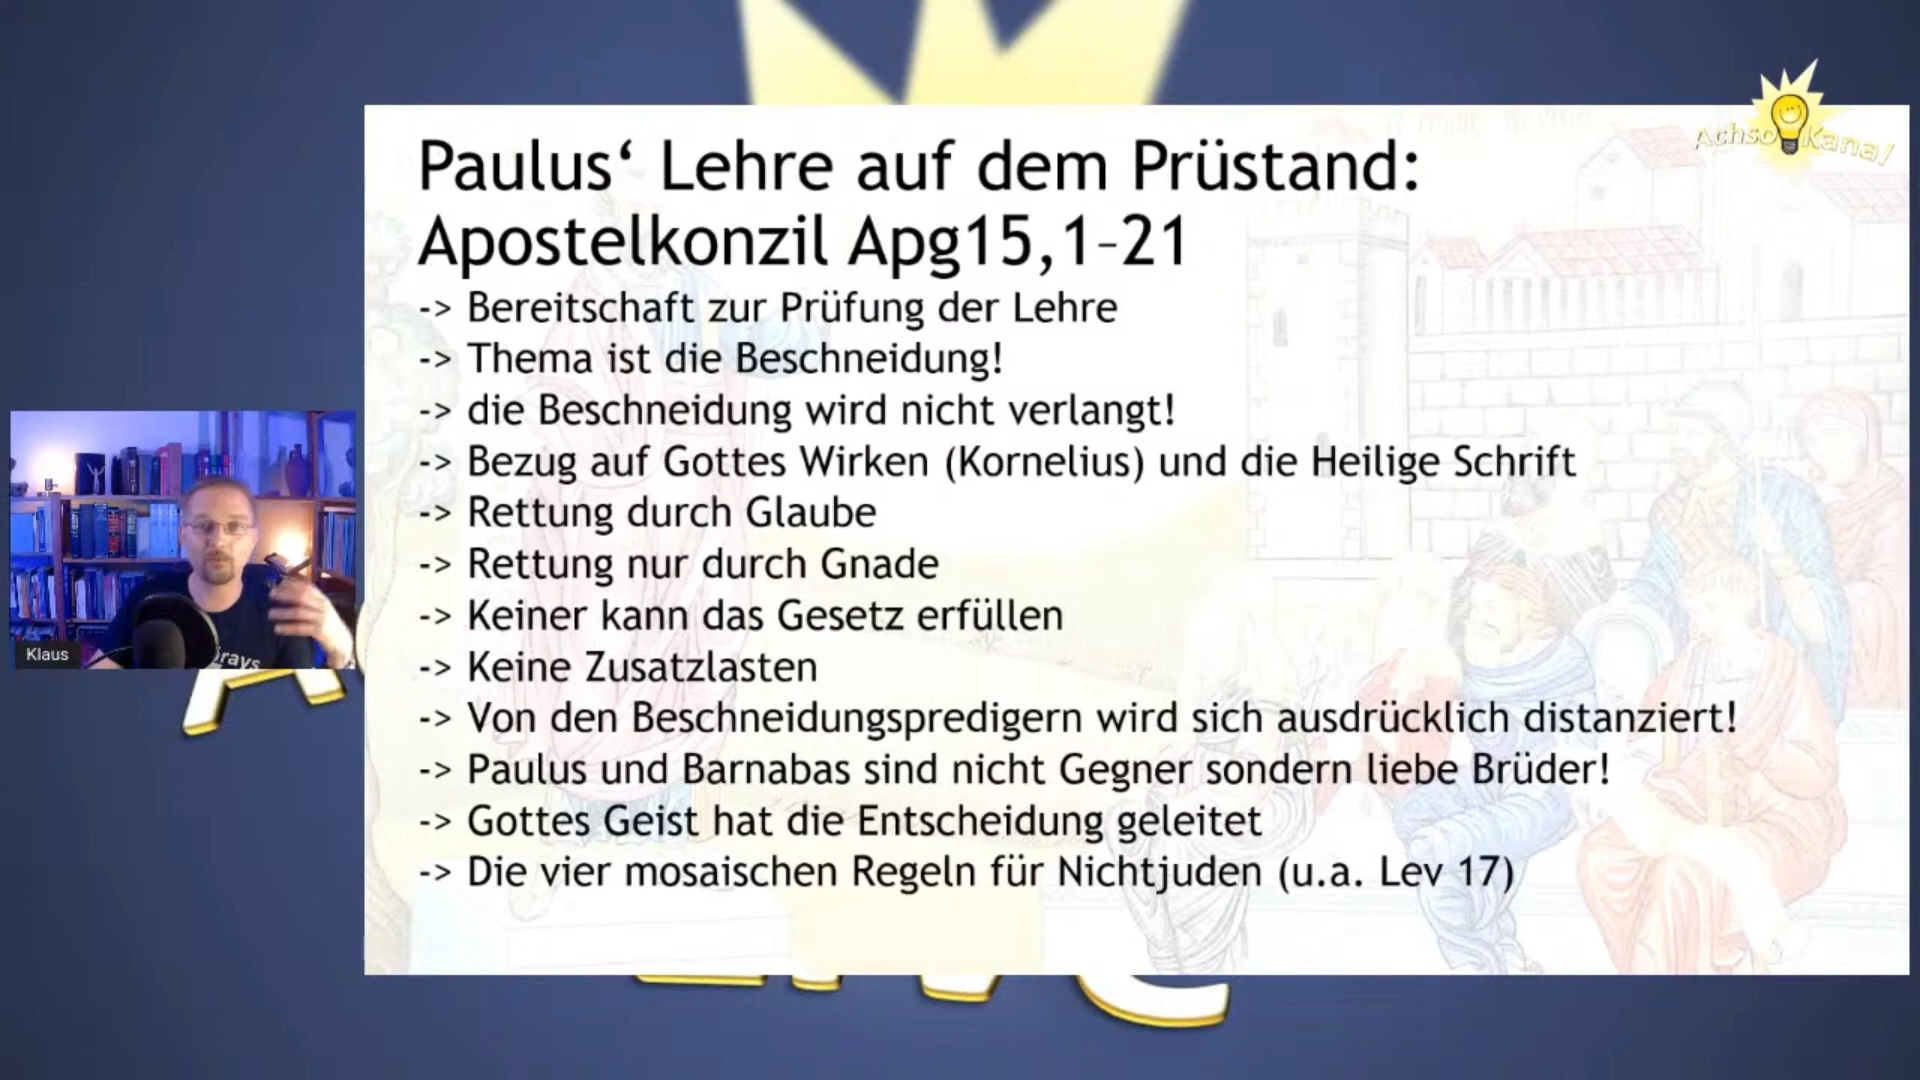 Achso Kanal
Paulus‘ Lehre auf dem Prüstand:
Apostelkonzil Apg15,1–21
-> Bereitschaft zur Prüfung der Lehre
-> Thema ist die Beschneidung!
-> die Beschneidung wird nicht verlangt!
-> Bezug auf Gottes Wirken (Kornelius) und die Heilige Schrift
-> Rettung durch Glaube
-> Rettung nur durch Gnade
-> Keiner kann das Gesetz erfüllen
-> Keine Zusatzlasten
-> Von den Beschneidungspredigern wird sich ausdrücklich distanziert!
-> Paulus und Barnabas sind nicht Gegner sondern liebe Brüder!
-> Gottes Geist hat die Entscheidung geleitet
-> Die vier mosaischen Regeln für Nichtjuden (u.a. Lev 17)
Klaus